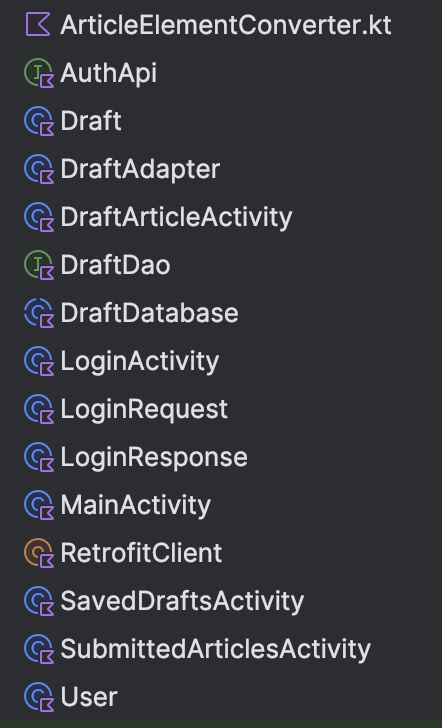 ArticleElementConverter.kt
AuthApi
Draft
DraftAdapter
DraftArticleActivity
DraftDao
DraftDatabase
LoginActivity
LoginRequest
LoginResponse
MainActivity
RetrofitClient
SavedDraftsActivity
SubmittedArticlesActivity
User